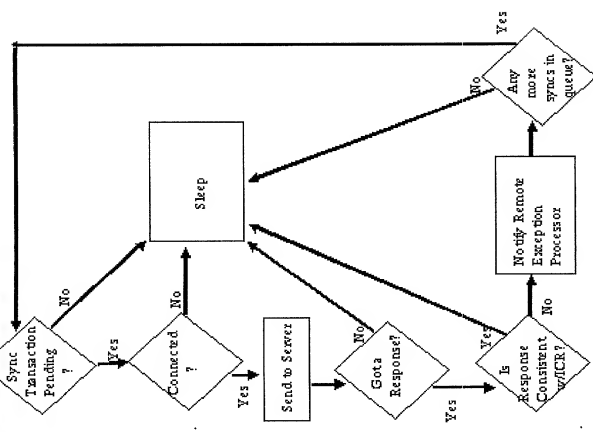 Sync
Transaction
Pending
?
No
Yes
Connected
?
No
Yes
Send to Server
Got a
Response?
No
Yes
Is
Response
Consistent
w/ICR?
Yes
No
Notify Remote
Exception
Processor
Any
more
syncs in
queue?
No
Yes
Sleep